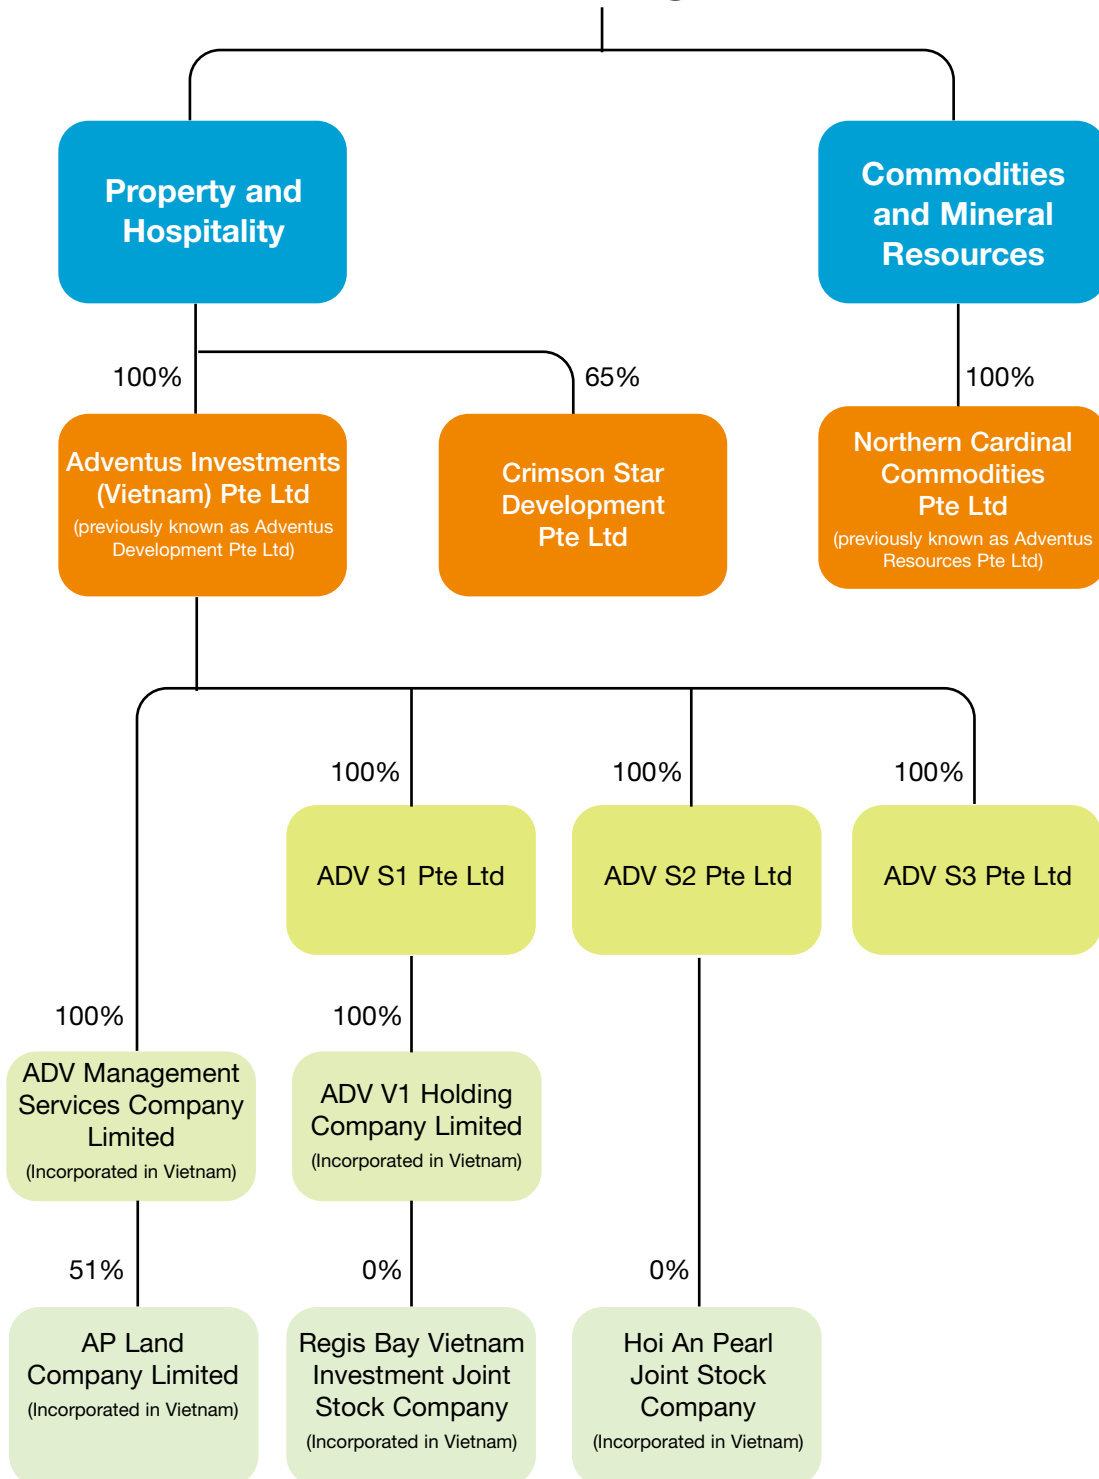 Property and
Hospitality
Commodities
and Mineral
Resources
100%
65%
100%
Adventus Investments
(Vietnam) Pte Ltd
(previously known as Adventus
Development Pte Ltd)
Crimson Star
Development
Pte Ltd
Northern Cardinal
Commodities
Pte Ltd
(previously known as Adventus
Resources Pte Ltd)
100%
100%
100%
ADV S1 Pte Ltd
ADV S2 Pte Ltd
ADV S3 Pte Ltd
100%
100%
ADV Management
Services Company
Limited
(Incorporated in Vietnam)
ADV V1 Holding
Company Limited
(Incorporated in Vietnam)
51%
0%
0%
AP Land
Company Limited
(Incorporated in Vietnam)
Regis Bay Vietnam
Investment Joint
Stock Company
(Incorporated in Vietnam)
Hoi An Pearl
Joint Stock
Company
(Incorporated in Vietnam)